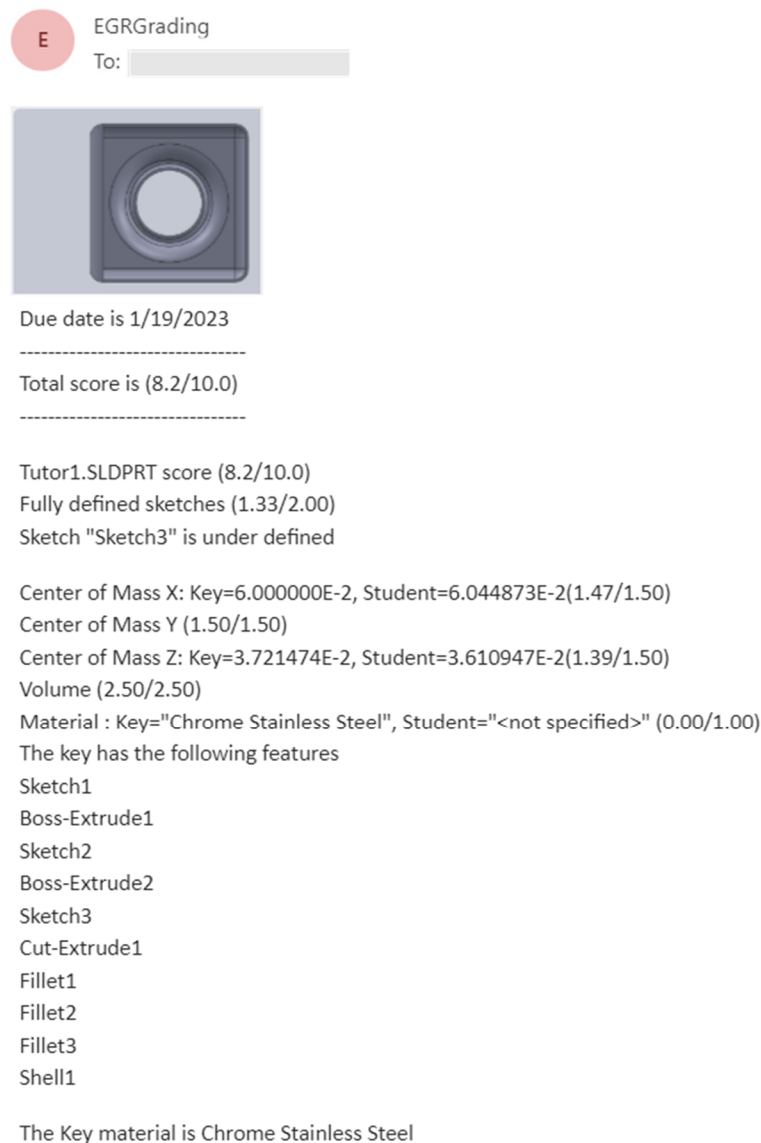 E
EGRGrading
To:
Due date is 1/19/2023
--------------------------------
Total score is (8.2/10.0)
--------------------------------
Tutor1.SLDPRT score (8.2/10.0)
Fully defined sketches (1.33/2.00)
Sketch "Sketch3" is under defined
Center of Mass X: Key=6.000000E-2, Student=6.044873E-2(1.47/1.50)
Center of Mass Y (1.50/1.50)
Center of Mass Z: Key=3.721474E-2, Student=3.610947E-2(1.39/1.50)
Volume (2.50/2.50)
Material : Key="Chrome Stainless Steel", Student="<not specified>" (0.00/1.00)
The key has the following features
Sketch1
Boss-Extrude1
Sketch2
Boss-Extrude2
Sketch3
Cut-Extrude1
Fillet1
Fillet2
Fillet3
Shell1
The Key material is Chrome Stainless Steel